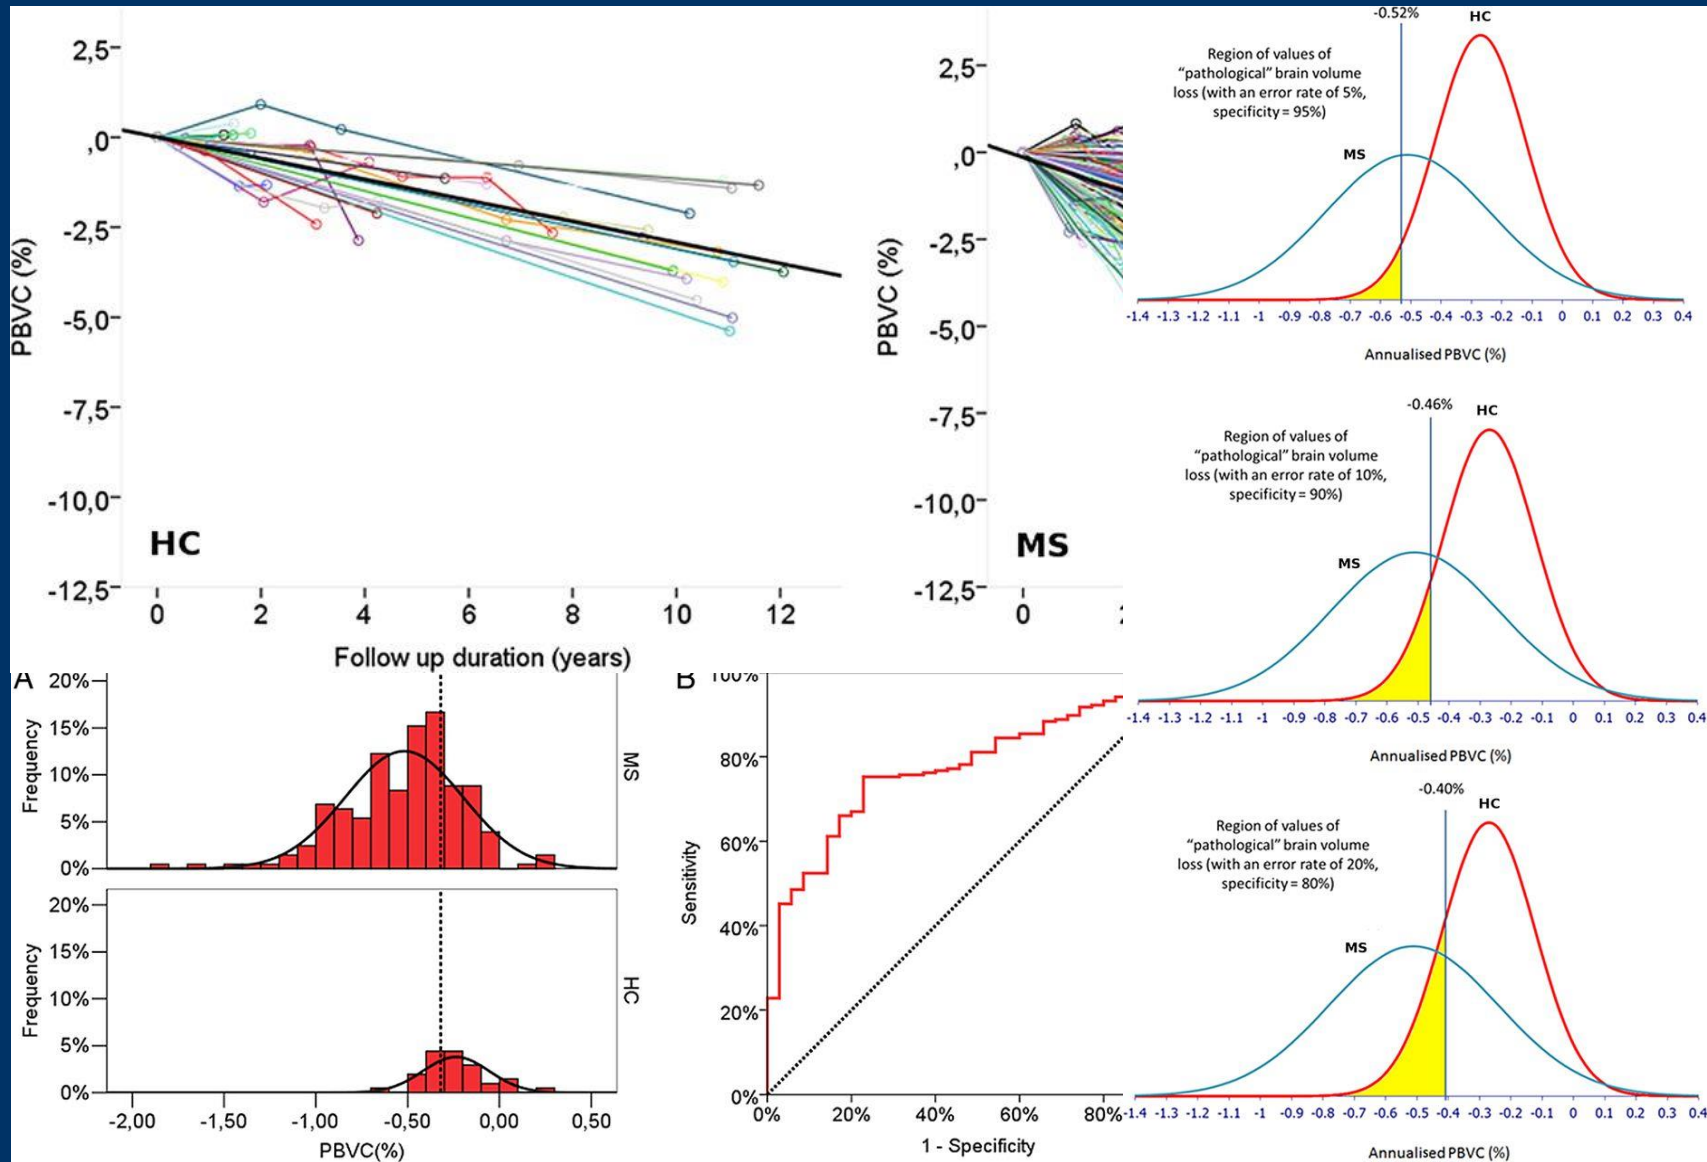 2,5
,0
-2,5
-5,0
-7,5
-10,0
-12,5
PBVC (%)
HC
0 2 4 6 8 10 12
Follow up duration (years)
2,5
,0
-2,5
-5,0
-7,5
-10,0
-12,5
PBVC (%)
MS
0
-0.52%
HC
Region of values of
“pathological” brain volume
loss (with an error rate of 5%,
specificity = 95%)
MS
-1.4 -1.3 -1.2 -1.1 -1 -0.9 -0.8 -0.7 -0.6 -0.5 -0.4 -0.3 -0.2 -0.1 0 0.1 0.2 0.3 0.4
Annualised PBVC (%)
-0.46%
HC
Region of values of
“pathological” brain volume
loss (with an error rate of 10%,
specificity = 90%)
MS
-1.4 -1.3 -1.2 -1.1 -1 -0.9 -0.8 -0.7 -0.6 -0.5 -0.4 -0.3 -0.2 -0.1 0 0.1 0.2 0.3 0.4
Annualised PBVC (%)
-0.40%
HC
Region of values of
“pathological” brain volume
loss (with an error rate of 20%,
specificity = 80%)
MS
-1.4 -1.3 -1.2 -1.1 -1 -0.9 -0.8 -0.7 -0.6 -0.5 -0.4 -0.3 -0.2 -0.1 0 0.1 0.2 0.3 0.4
Annualised PBVC (%)
A
20%
15%
10%
5%
0%
Frequency
MS
20%
15%
10%
5%
0%
Frequency
HC
-2,00 -1,50 -1,00 -0,50 0,00 0,50
PBVC(%)
B
100%
80%
60%
40%
20%
0%
Sensitivity
0% 20% 40% 60% 80%
1 - Specificity